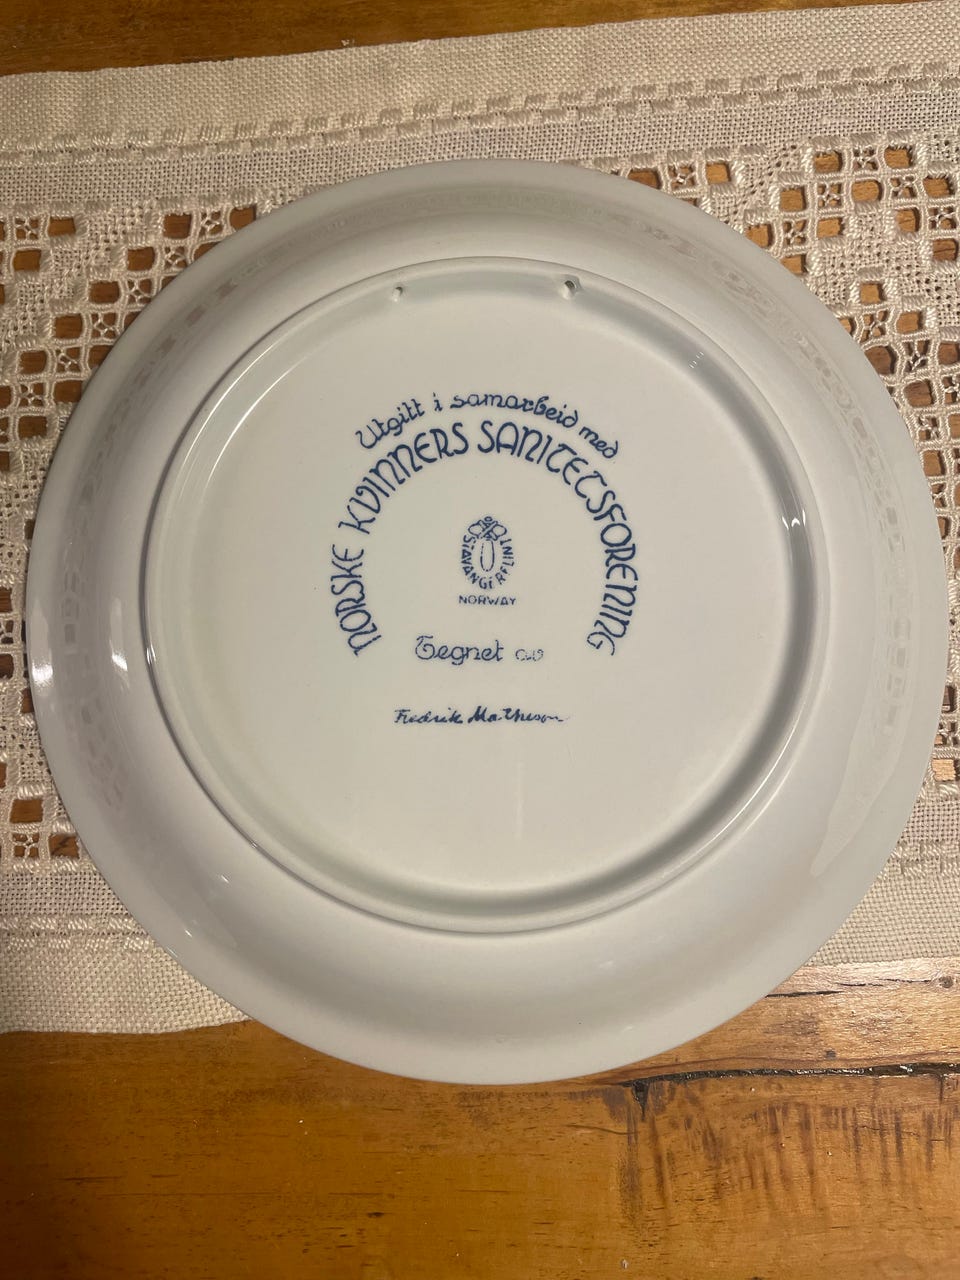 Utgitt i samarbeid med
NORSKE KVINNERS SANITETSFORENING
STAVANGERFLINT
NORWAY
Tegnet av
Fredrik Matheson